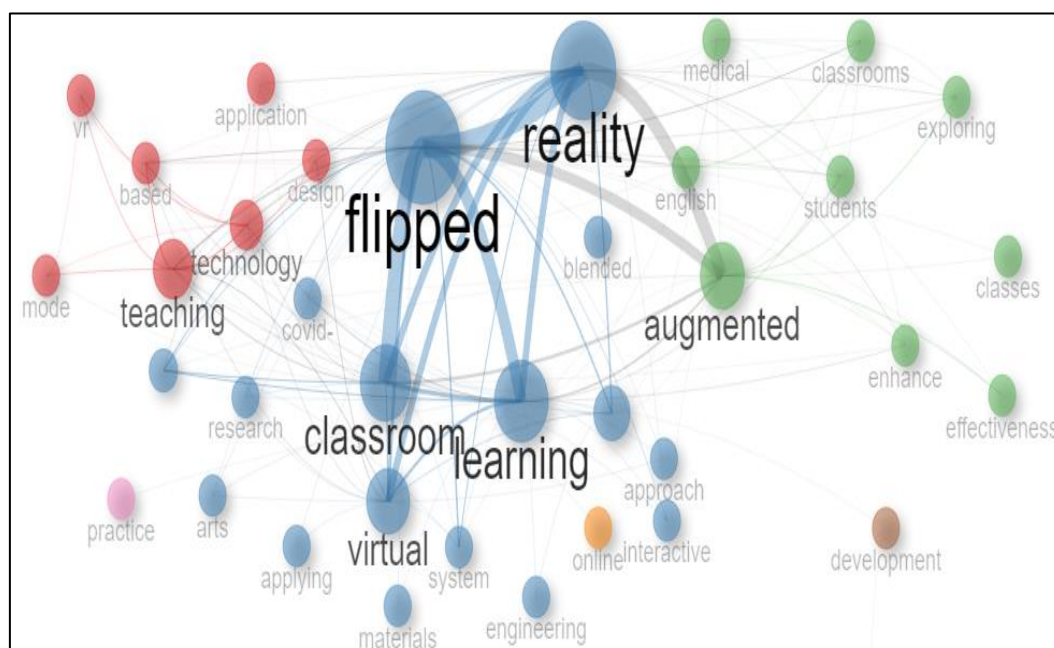 medical
classrooms
vr
application
exploring
reality
based
design
english
students
flipped
technology
blended
mode
teaching
covid-
augmented
classes
enhance
research
classroom
learning
effectiveness
approach
practice
arts
virtual
online
interactive
development
applying
system
materials
engineering